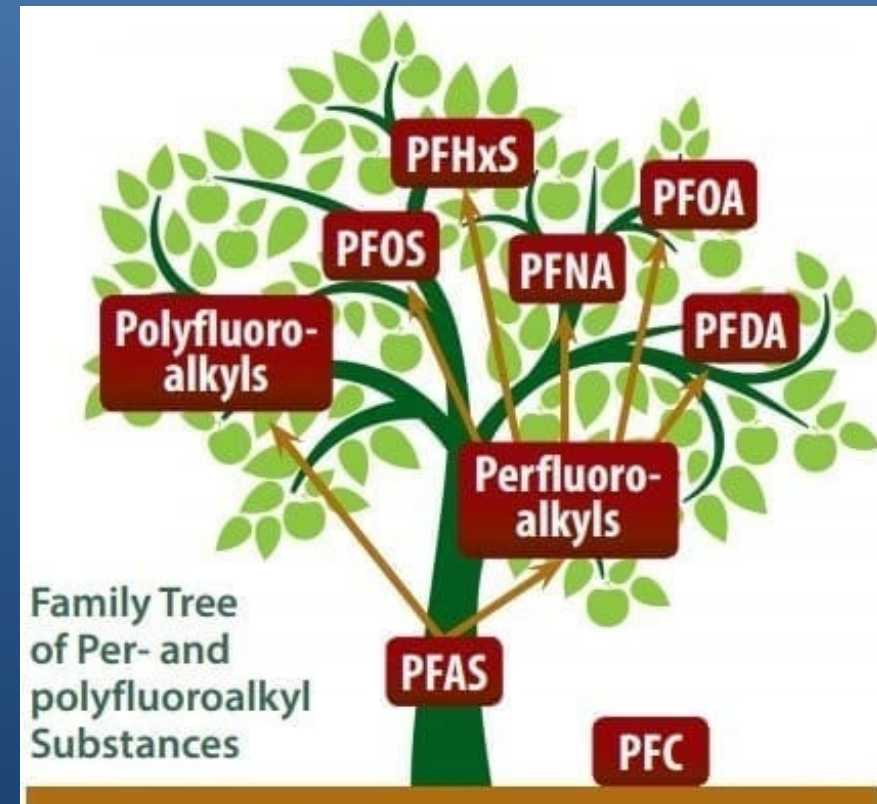 PFHxS
PFOA
PFOS
PFNA
Polyfluoro-
alkyls
PFDA
Perfluoro-
alkyls
Family Tree
of Per- and
polyfluoroalkyl
Substances
PFAS
PFC